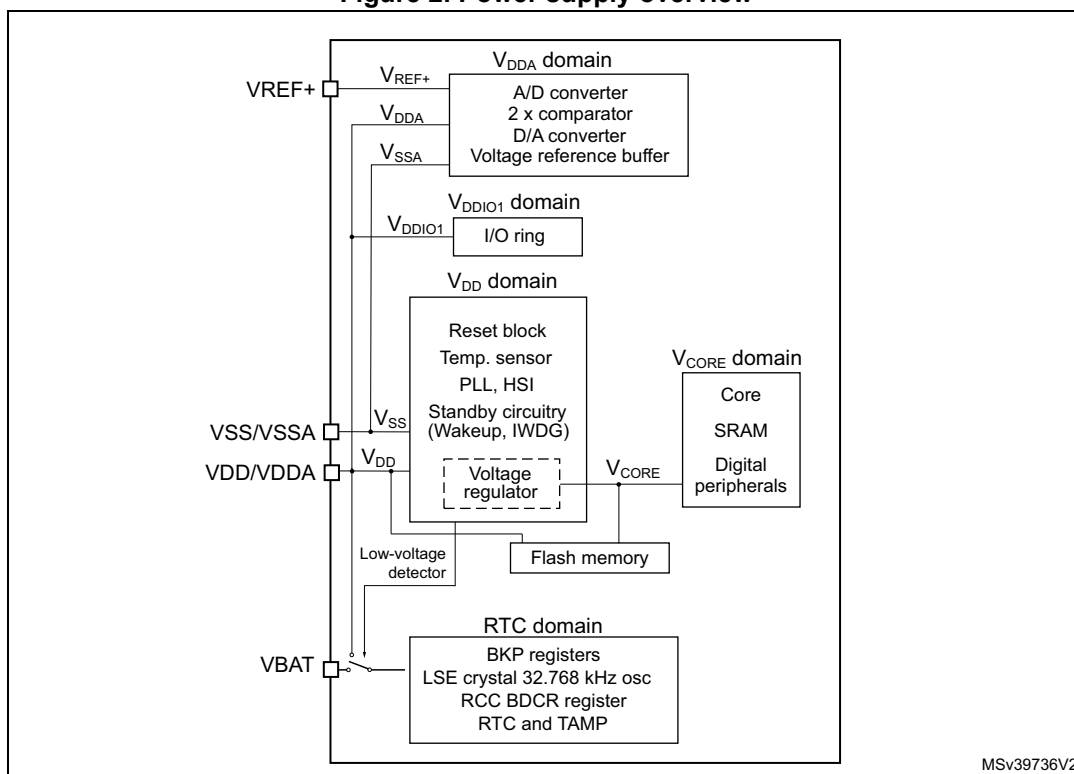 Figure 2. Power supply overview
VDDA domain
VREF+
VREF+
A/D converter
2 x comparator
D/A converter
Voltage reference buffer
VDDA
VSSA
VDDIO1 domain
VDDIO1
I/O ring
VDD domain
Reset block
Temp. sensor
PLL, HSI
Standby circuitry
(Wakeup, IWDG)
Voltage
regulator
VCORE domain
Core
SRAM
Digital
peripherals
VSS/VSSA
VSS
VDD/VDDA
VDD
VCORE
Flash memory
Low-voltage
detector
RTC domain
VBAT
BKP registers
LSE crystal 32.768 kHz osc
RCC BDCR register
RTC and TAMP
MSv39736V2